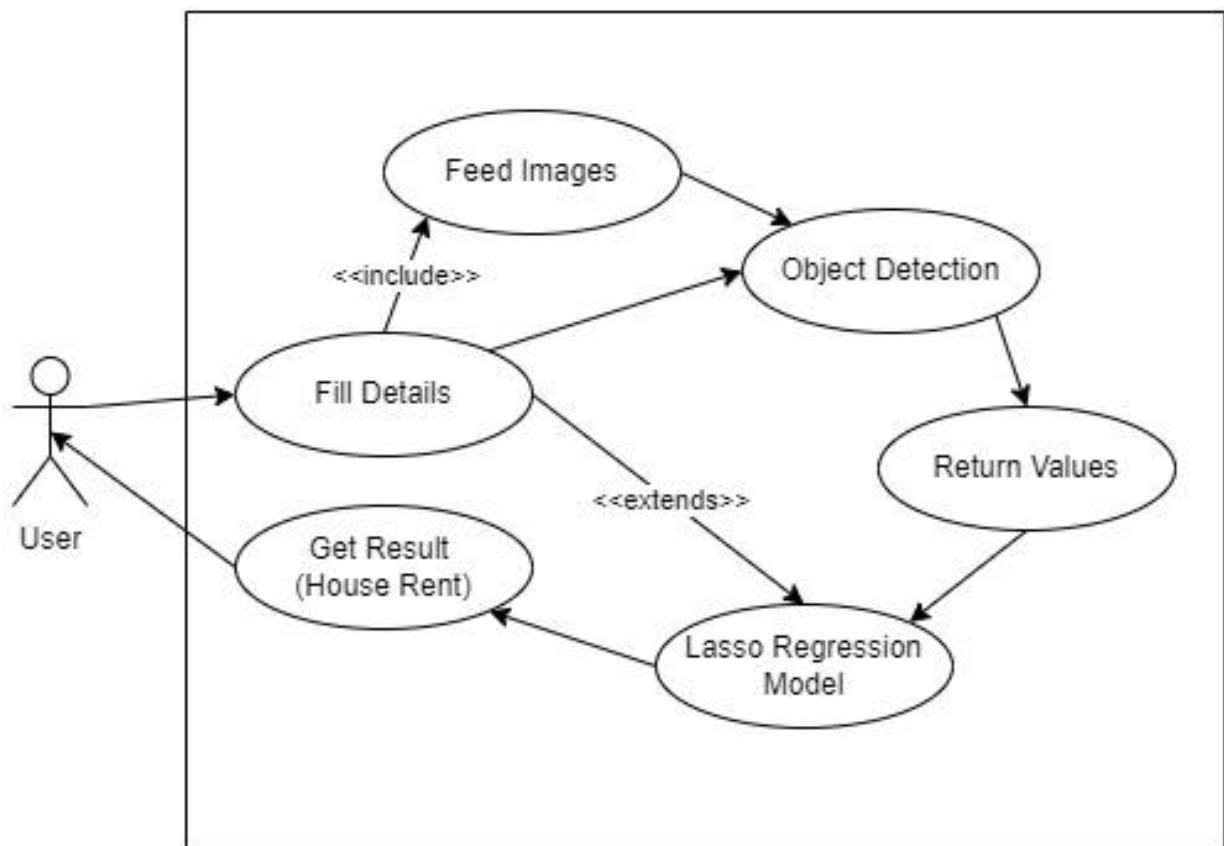 Feed Images
Object Detection
<<include>>
Fill Details
Return Values
<<extends>>
User
Get Result
(House Rent)
Lasso Regression
Model